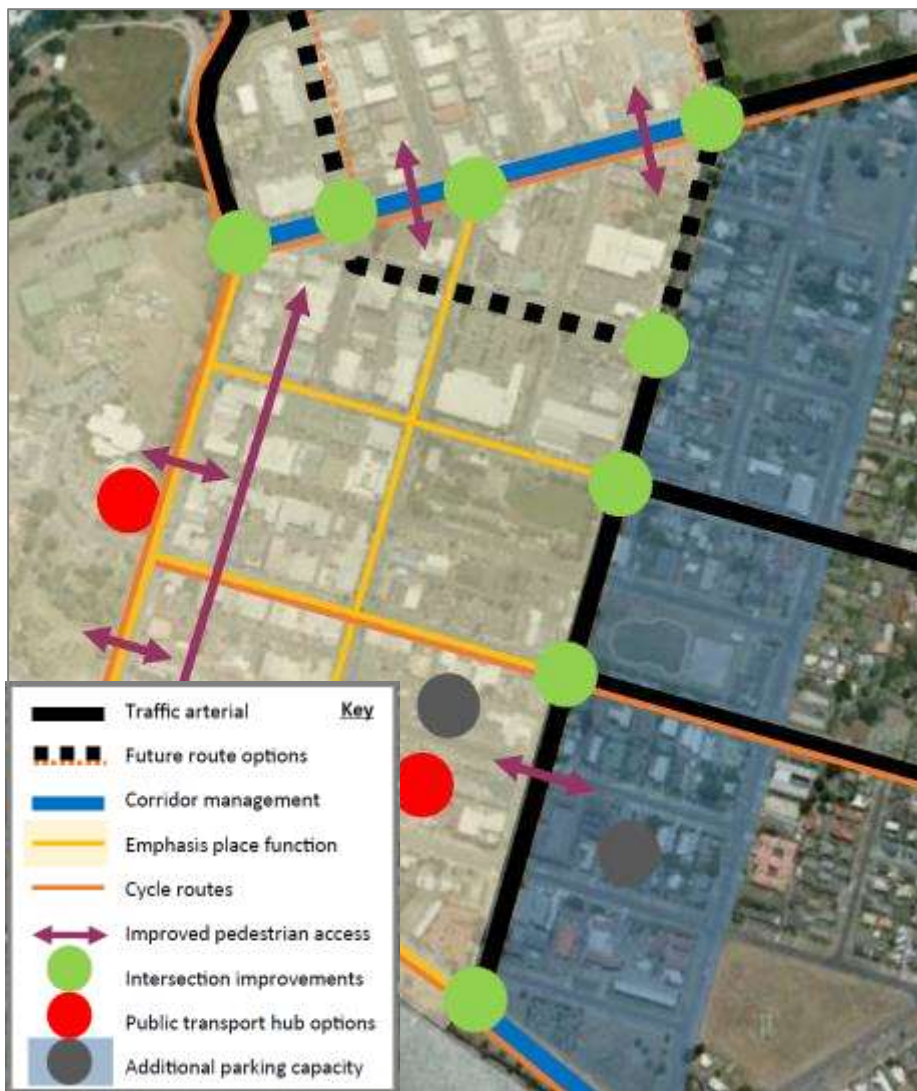 Traffic arterial Key
Future route options
Corridor management
Emphasis place function
Cycle routes
Improved pedestrian access
Intersection improvements
Public transport hub options
Additional parking capacity